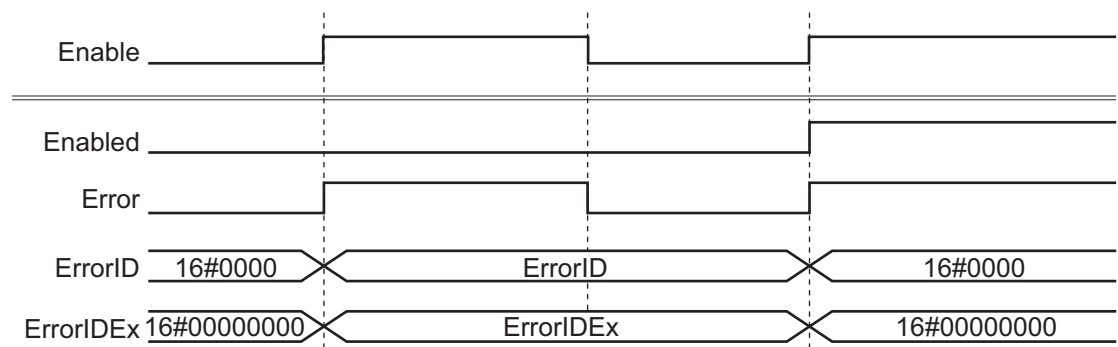 Enable
Enabled
Error
ErrorID 16#0000 ErrorID 16#0000
ErrorIDEx 16#00000000 ErrorIDEx 16#00000000